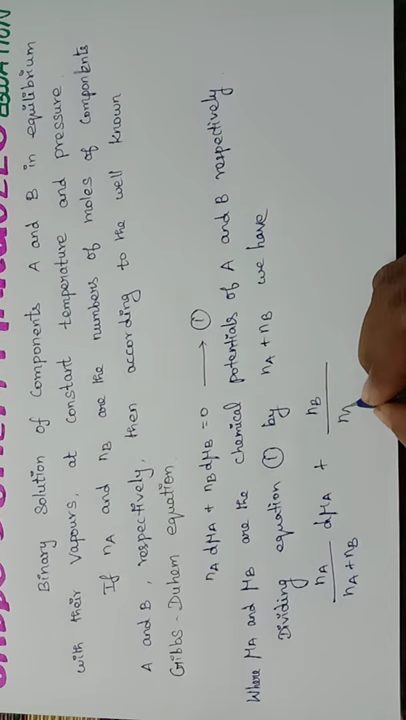 EQUATION
Binary Solution of Components A and B in equilibrium
with their vapours, at constant temperature and pressure.
If nA and nB are the numbers of moles of Components
A and B, respectively, then according to the well known
Gibbs - Duhem equation.
nA dμA + nB dμB = 0 ⟶ ①
Where μA and μB are the chemical potentials of A and B respectively.
Dividing equation ① by nA + nB we have
nA/nA + nB dμA + nB/n